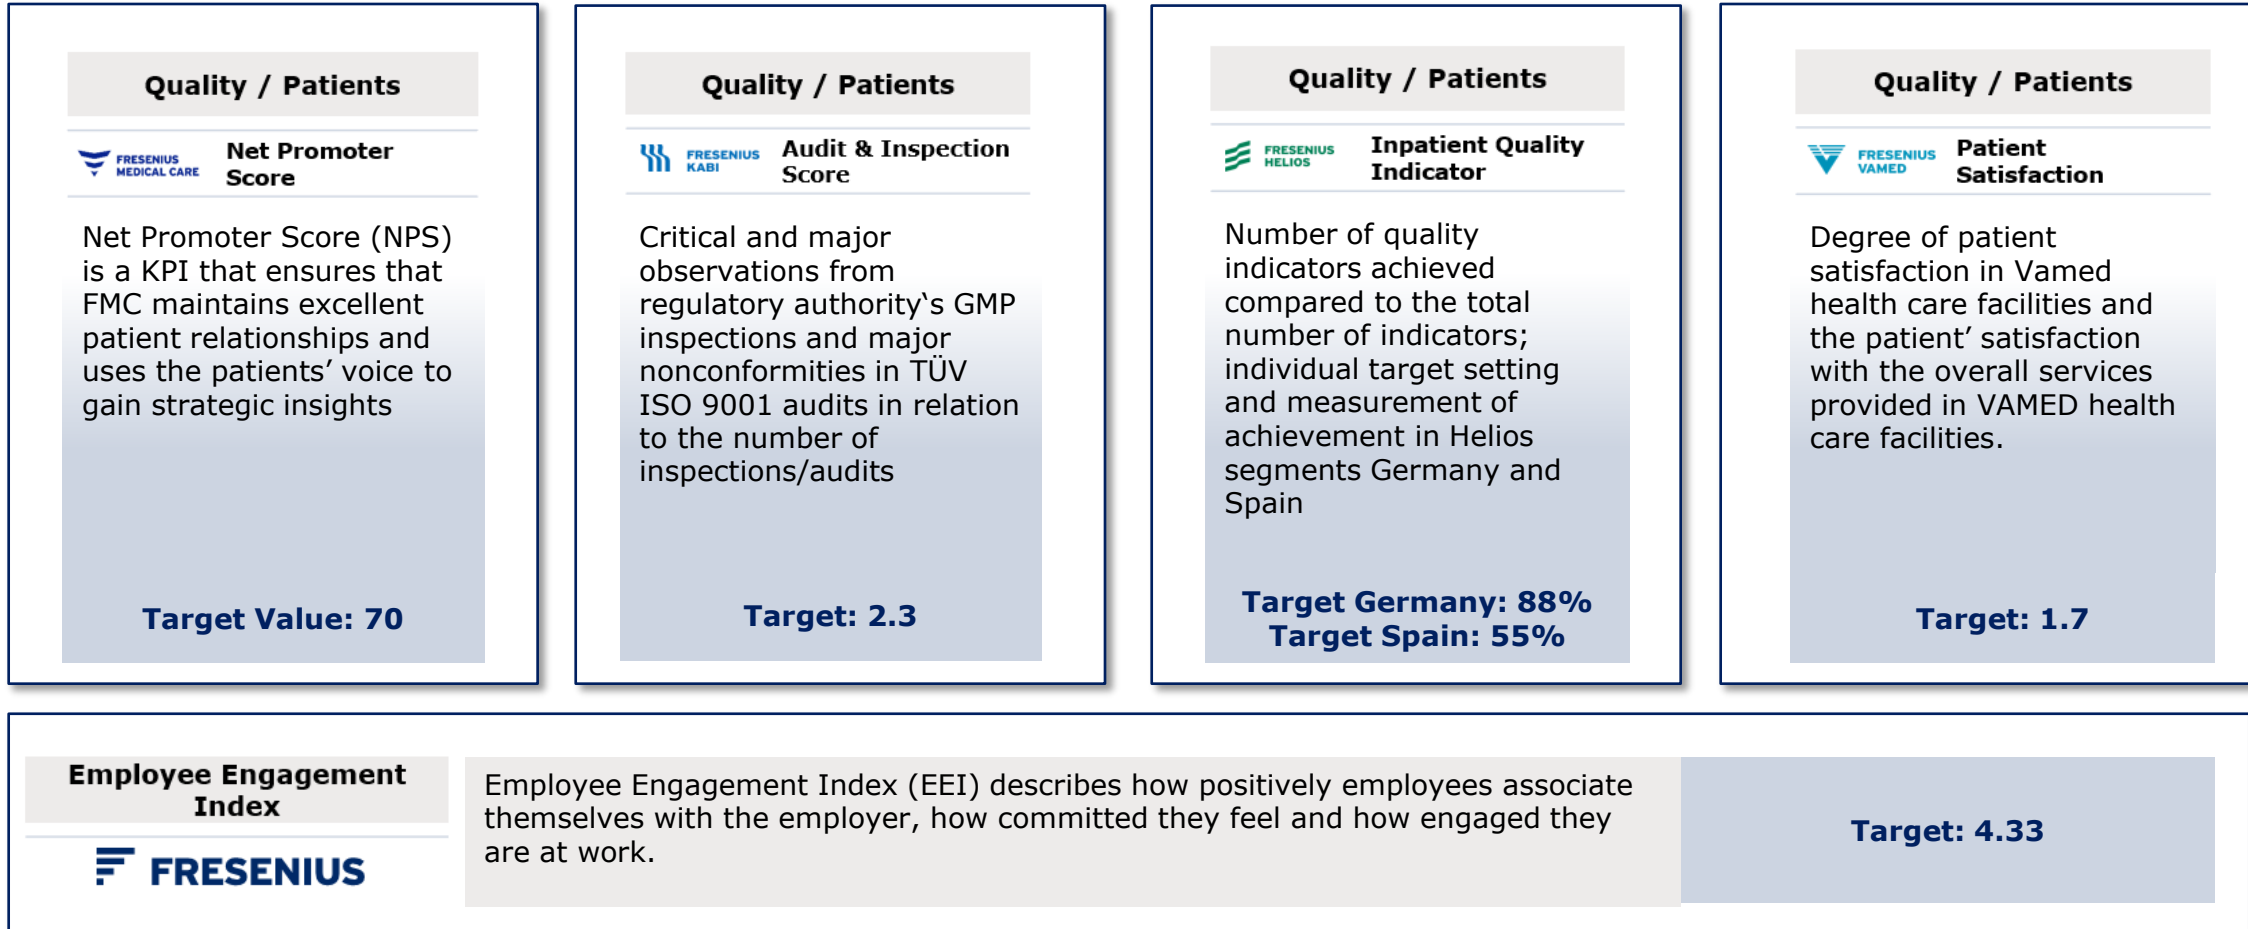 Quality / Patients
FRESENIUS
MEDICAL CARE
Net Promoter
Score
Net Promoter Score (NPS)
is a KPI that ensures that
FMC maintains excellent
patient relationships and
uses the patients’ voice to
gain strategic insights
Target Value: 70
Quality / Patients
FRESENIUS
KABI
Audit & Inspection
Score
Critical and major
observations from
regulatory authority‘s GMP
inspections and major
nonconformities in TÜV
ISO 9001 audits in relation
to the number of
inspections/audits
Target: 2.3
Quality / Patients
FRESENIUS
HELIOS
Inpatient Quality
Indicator
Number of quality
indicators achieved
compared to the total
number of indicators;
individual target setting
and measurement of
achievement in Helios
segments Germany and
Spain
Target Germany: 88%
Target Spain: 55%
Quality / Patients
FRESENIUS
VAMED
Patient
Satisfaction
Degree of patient
satisfaction in Vamed
health care facilities and
the patient’ satisfaction
with the overall services
provided in VAMED health
care facilities.
Target: 1.7
Employee Engagement
Index
FRESENIUS
Employee Engagement Index (EEI) describes how positively employees associate
themselves with the employer, how committed they feel and how engaged they
are at work.
Target: 4.33